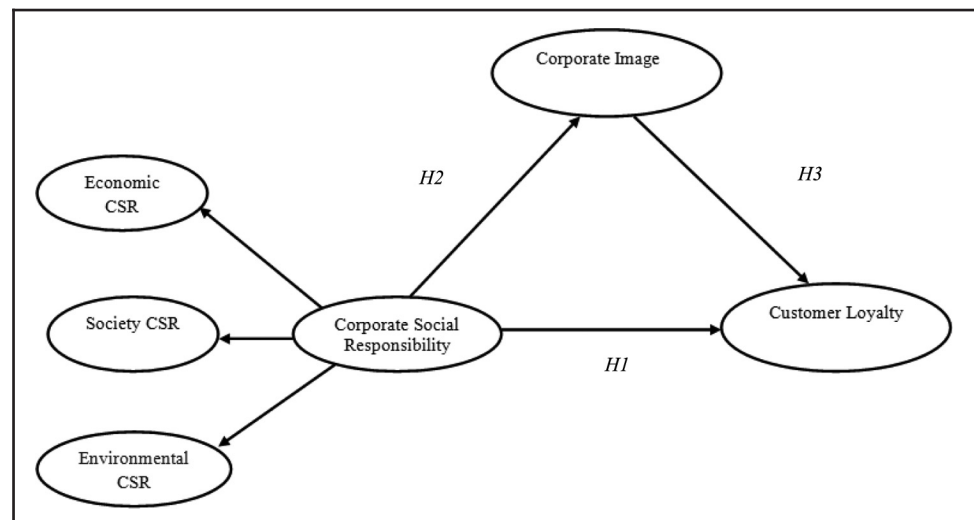 Corporate Image
H2
H3
Economic
CSR
Society CSR
Corporate Social
Responsibility
Customer Loyalty
H1
Environmental
CSR